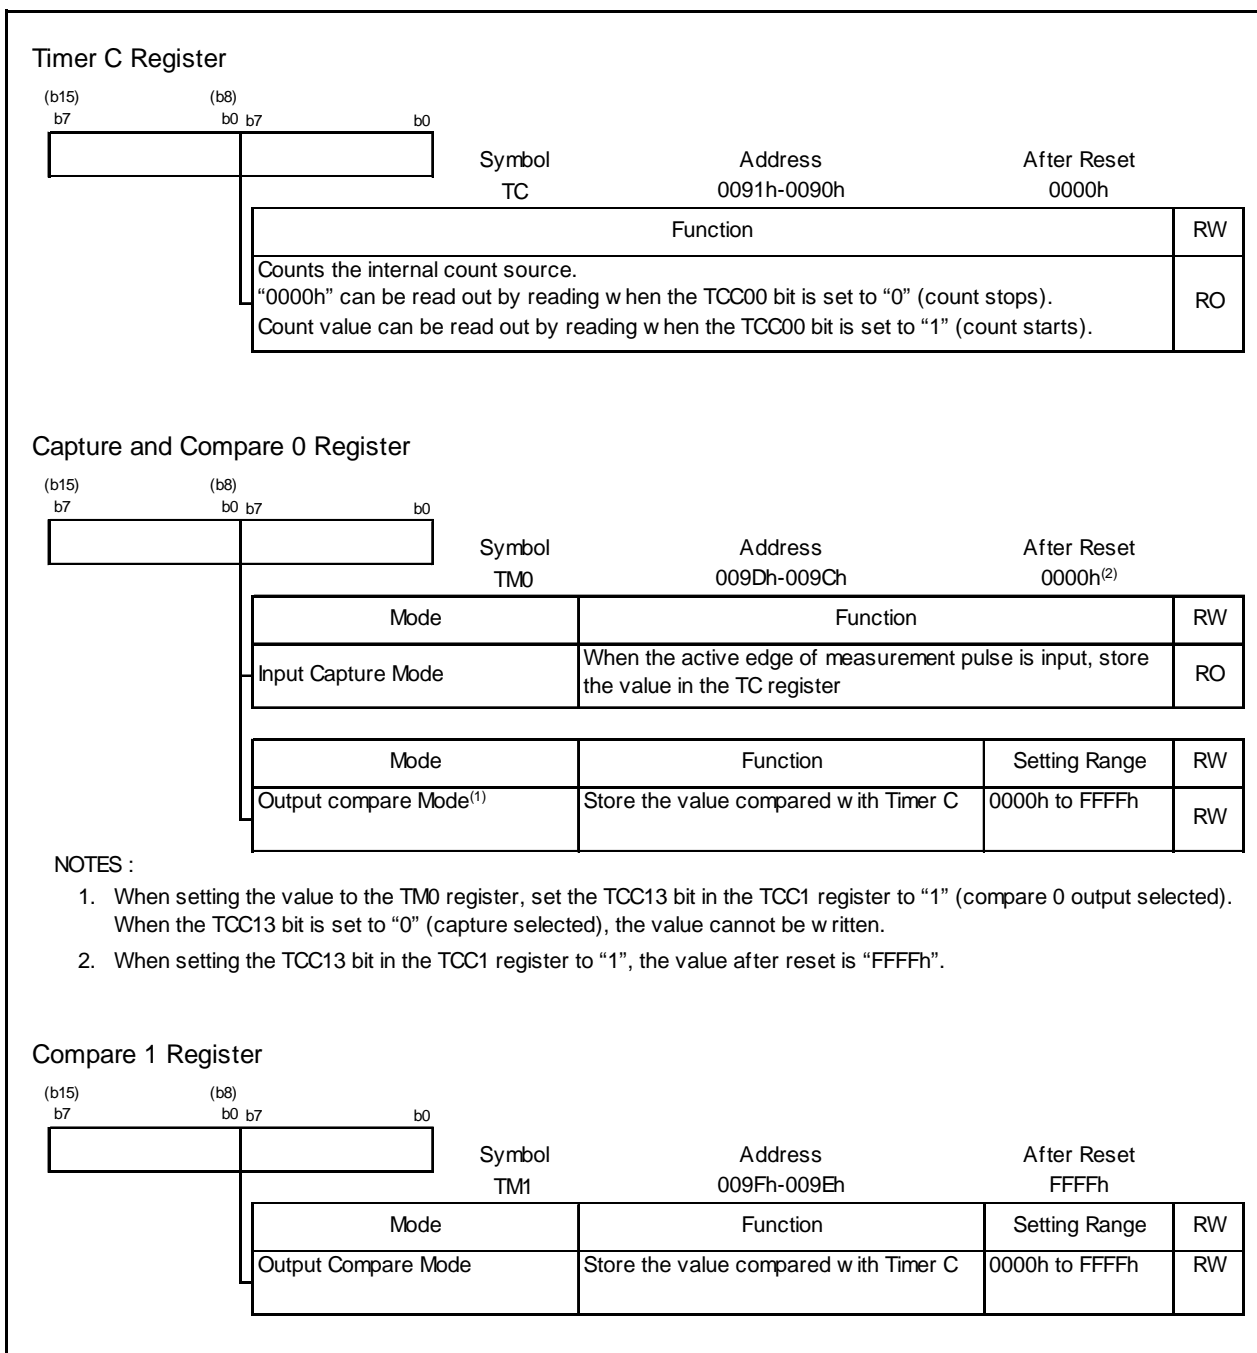 Timer C Register
(b15) (b8)
b7 b0 b7 b0
Symbol Address After Reset
TC 0091h-0090h 0000h
Function RW
Counts the internal count source.
“0000h” can be read out by reading when the TCC00 bit is set to “0” (count stops).
Count value can be read out by reading when the TCC00 bit is set to “1” (count starts).
RO
Capture and Compare 0 Register
(b15) (b8)
b7 b0 b7 b0
Symbol Address After Reset
TM0 009Dh-009Ch 0000h(2)
Mode Function RW
Input Capture Mode When the active edge of measurement pulse is input, store
the value in the TC register RO
Mode Function Setting Range RW
Output compare Mode(1) Store the value compared with Timer C 0000h to FFFFh RW
NOTES :
1. When setting the value to the TM0 register, set the TCC13 bit in the TCC1 register to “1” (compare 0 output selected).
When the TCC13 bit is set to “0” (capture selected), the value cannot be written.
2. When setting the TCC13 bit in the TCC1 register to “1”, the value after reset is “FFFFh”.
Compare 1 Register
(b15) (b8)
b7 b0 b7 b0
Symbol Address After Reset
TM1 009Fh-009Eh FFFFh
Mode Function Setting Range RW
Output Compare Mode Store the value compared with Timer C 0000h to FFFFh RW